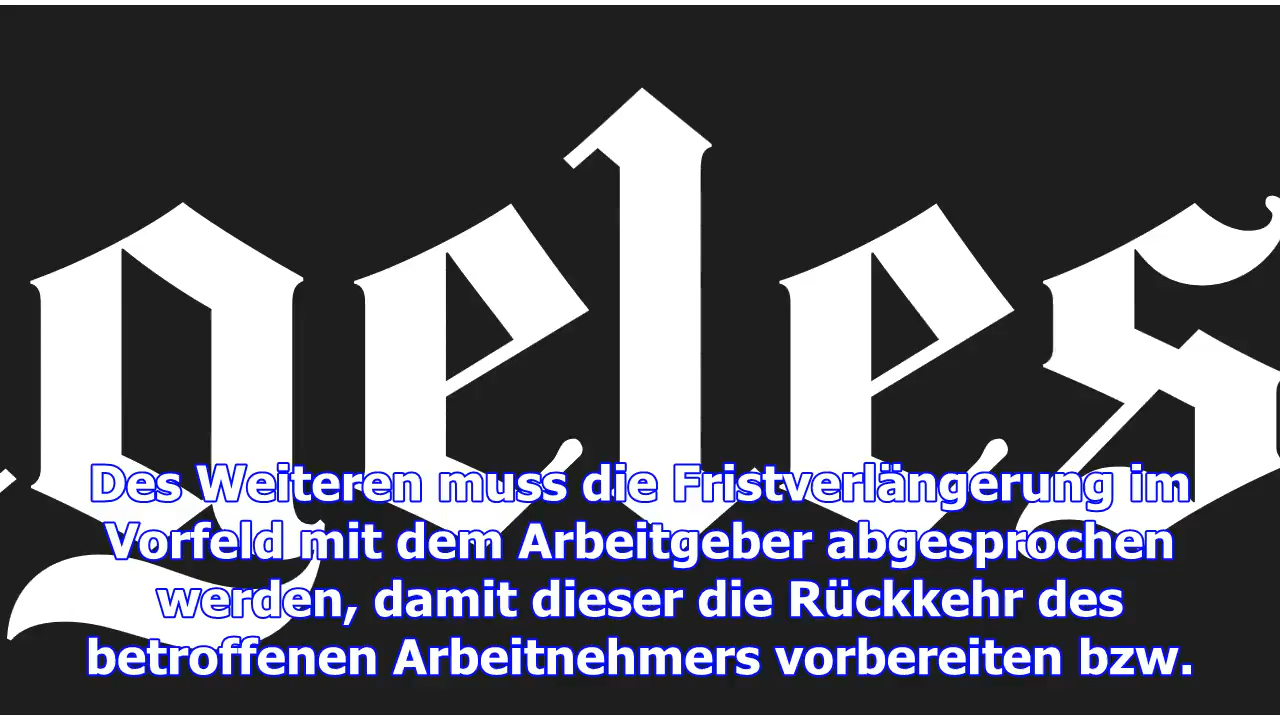 geles
Des Weiteren muss die Fristverlängerung im
Vorfeld mit dem Arbeitgeber abgesprochen
werden, damit dieser die Rückkehr des
betroffenen Arbeitnehmers vorbereiten bzw.